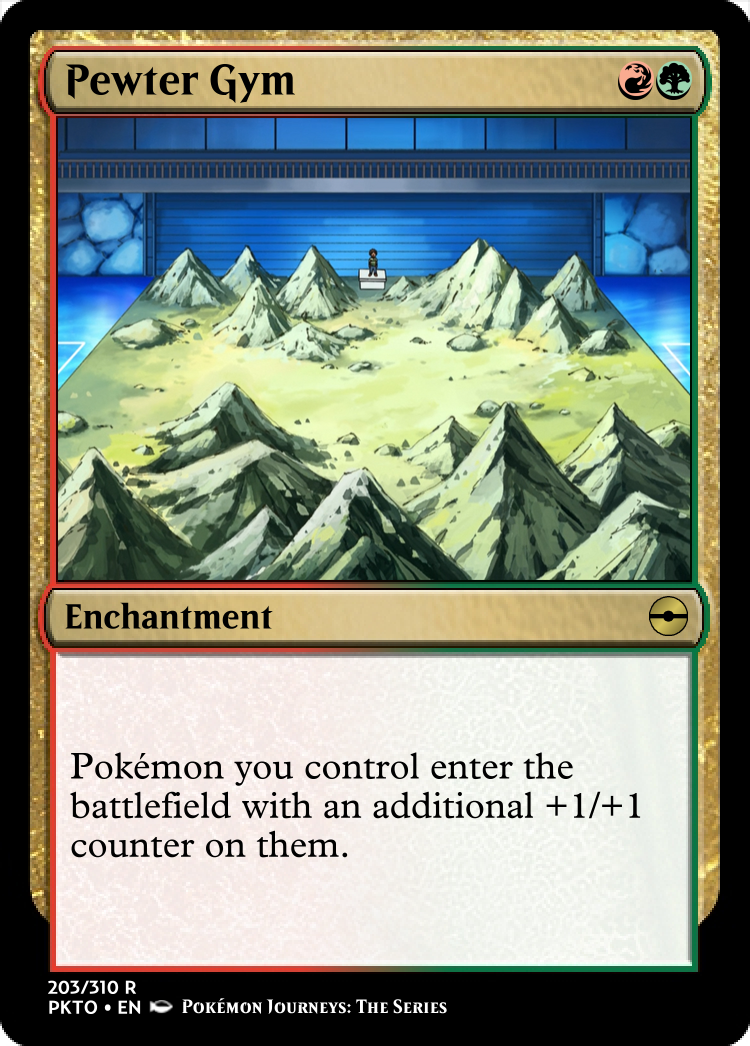 Pewter Gym
Enchantment
Pokémon you control enter the
battlefield with an additional +1/+1
counter on them.
203/310 R
PKTO • EN Pokémon Journeys: The Series